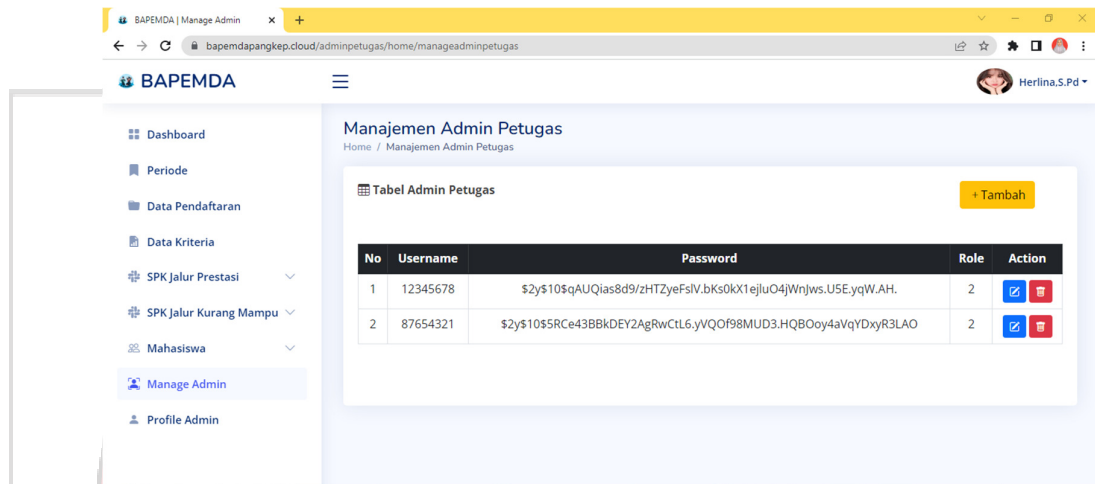 BAPEMDA | Manage Admin
bapemdapangkep.cloud/adminpetugas/home/manageadminpetugas
BAPEMDA
Herlina,S.Pd
Dashboard
Periode
Data Pendaftaran
Data Kriteria
SPK Jalur Prestasi
SPK Jalur Kurang Mampu
Mahasiswa
Manage Admin
Profile Admin
Manajemen Admin Petugas
Home / Manajemen Admin Petugas
Tabel Admin Petugas
+ Tambah
No Username Password Role Action
1 12345678 $2y$10$qAUQias8d9/zHTZyeFslV.bKs0kX1ejluO4jWnJws.U5E.yqW.AH. 2
2 87654321 $2y$10$5RCe43BBkDEY2AgRwCtL6.yVQOf98MUD3.HQBOoy4aVqYDxyR3LAO 2